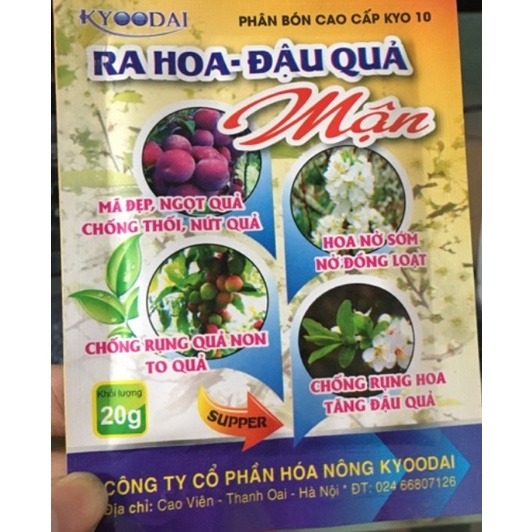 KYOODAI
PHÂN BÓN CAO CẤP KYO 10
RA HOA-ĐẬU QUẢ
Mận
MÃ ĐẸP, NGỌT QUẢ
CHỐNG THỐI, NỨT QUẢ
HOA NỞ SỚM
NỞ ĐỒNG LOẠT
CHỐNG RỤNG QUẢ NON
TO QUẢ
CHỐNG RỤNG HOA
TĂNG ĐẬU QUẢ
Khối lượng
20g
SUPPER
CÔNG TY CỔ PHẦN HÓA NÔNG KYOODAI
Địa chỉ: Cao Viên - Thanh Oai - Hà Nội * ĐT: 024 66807126